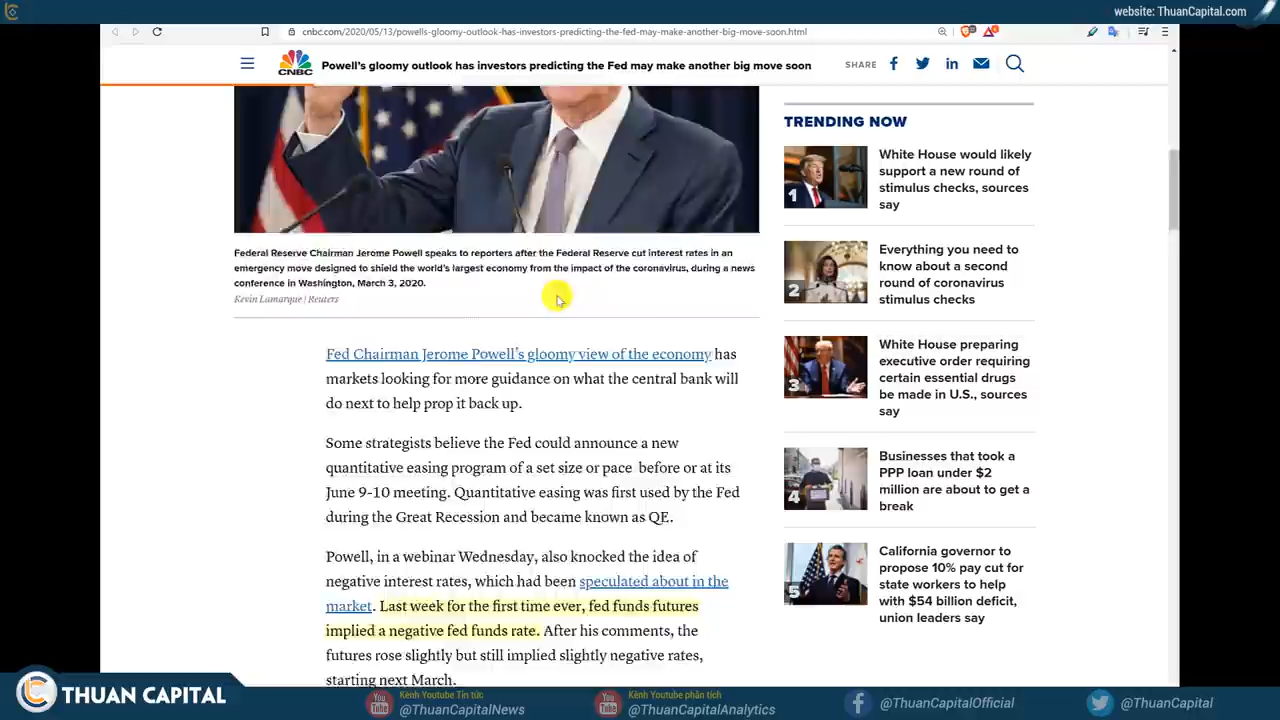 website: ThuanCapital.com
cnbc.com/2020/05/13/powells-gloomy-outlook-has-investors-predicting-the-fed-may-make-another-big-move-soon.html
CNBC
Powell's gloomy outlook has investors predicting the Fed may make another big move soon
SHARE
Federal Reserve Chairman Jerome Powell speaks to reporters after the Federal Reserve cut interest rates in an
emergency move designed to shield the world's largest economy from the impact of the coronavirus, during a news
conference in Washington, March 3, 2020.
Kevin Lamarque | Reuters
Fed Chairman Jerome Powell's gloomy view of the economy has
markets looking for more guidance on what the central bank will
do next to help prop it back up.
Some strategists believe the Fed could announce a new
quantitative easing program of a set size or pace before or at its
June 9-10 meeting. Quantitative easing was first used by the Fed
during the Great Recession and became known as QE.
Powell, in a webinar Wednesday, also knocked the idea of
negative interest rates, which had been speculated about in the
market. Last week for the first time ever, fed funds futures
implied a negative fed funds rate. After his comments, the
futures rose slightly but still implied slightly negative rates,
starting next March.
TRENDING NOW
1
White House would likely
support a new round of
stimulus checks, sources
say
2
Everything you need to
know about a second
round of coronavirus
stimulus checks
3
White House preparing
executive order requiring
certain essential drugs
be made in U.S., sources
say
4
Businesses that took a
PPP loan under $2
million are about to get a
break
5
California governor to
propose 10% pay cut for
state workers to help
with $54 billion deficit,
union leaders say
THUAN CAPITAL
You Tube
Kênh Youtube Tin tức
@ThuanCapitalNews
You Tube
Kênh Youtube phân tích
@ThuanCapitalAnalytics
@ThuanCapitalOfficial
@ThuanCapital